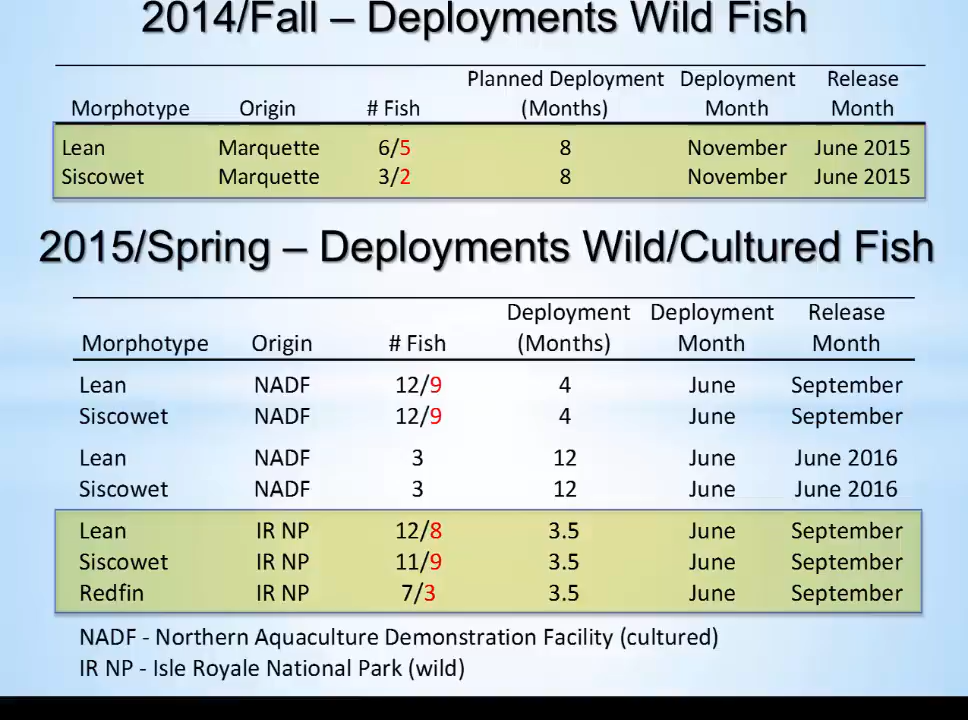 2014/Fall – Deployments Wild Fish
Planned Deployment Deployment Release
Morphotype Origin # Fish (Months) Month Month
Lean Marquette 6/5 8 November June 2015
Siscowet Marquette 3/2 8 November June 2015
2015/Spring – Deployments Wild/Cultured Fish
Deployment Deployment Release
Morphotype Origin # Fish (Months) Month Month
Lean NADF 12/9 4 June September
Siscowet NADF 12/9 4 June September
Lean NADF 3 12 June June 2016
Siscowet NADF 3 12 June June 2016
Lean IR NP 12/8 3.5 June September
Siscowet IR NP 11/9 3.5 June September
Redfin IR NP 7/3 3.5 June September
NADF - Northern Aquaculture Demonstration Facility (cultured)
IR NP - Isle Royale National Park (wild)